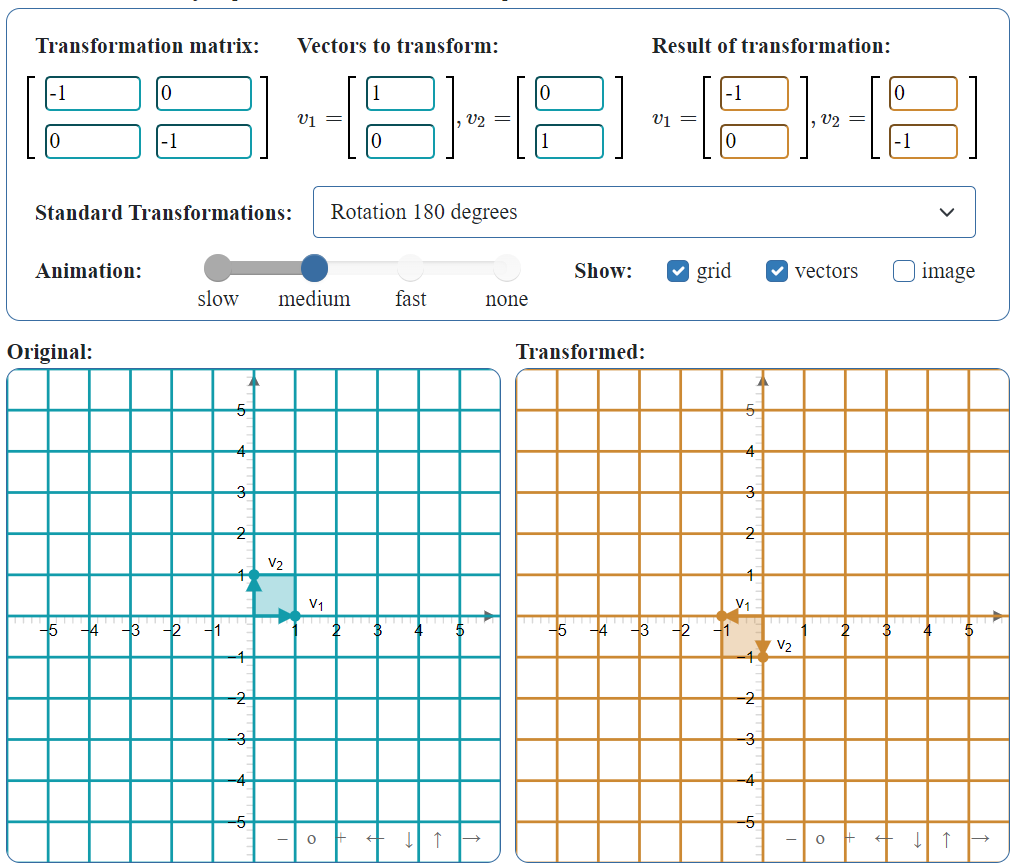 Transformation matrix: Vectors to transform: Result of transformation:
-1 0 1 0 -1 0
v₁ = , v₂ = v₁ = , v₂ =
0 -1 0 1 0 -1
Standard Transformations: Rotation 180 degrees
Animation: Show: grid vectors image
slow medium fast none
Original: Transformed:
5 5
4 4
3 3
2 2
v₂
1 1
v₁ v₁
−5 −4 −3 −2 −1 1 2 3 4 5 −5 −4 −3 −2 −1 1 2 3 4 5
v₂
−1 −1
−2 −2
−3 −3
−4 −4
−5 −5
− o + ← ↓ ↑ → − o + ← ↓ ↑ →